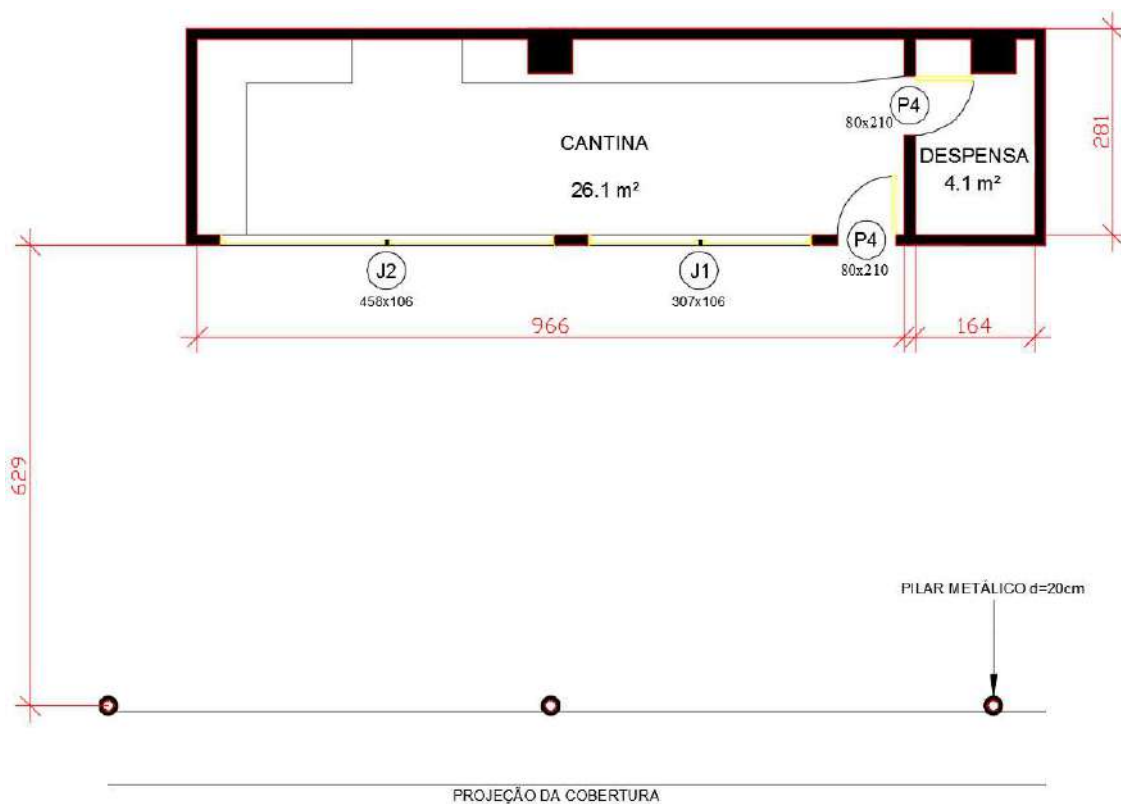 P4
80x210
CANTINA
26.1 m²
DESPENSA
4.1 m²
281
J2
458x106
J1
307x106
P4
80x210
966
164
629
PILAR METÁLICO d=20cm
PROJEÇÃO DA COBERTURA